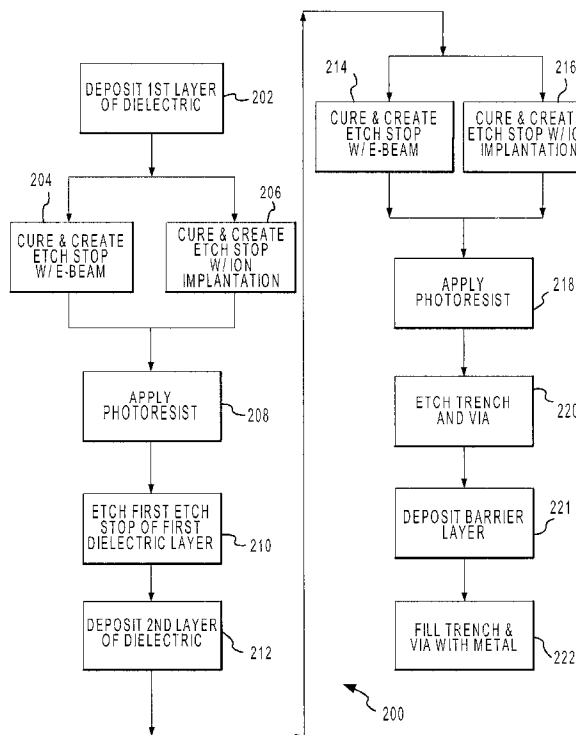 DEPOSIT 1ST LAYER
OF DIELECTRIC
202
204
CURE & CREATE
ETCH STOP
W/ E-BEAM
206
CURE & CREATE
ETCH STOP
W/ ION
IMPLANTATION
APPLY
PHOTORESIST
208
ETCH FIRST ETCH
STOP OF FIRST
DIELECTRIC LAYER
210
DEPOSIT 2ND LAYER
OF DIELECTRIC
212
214
CURE & CREATE
ETCH STOP
W/ E-BEAM
216
CURE & CREAT
ETCH STOP W/ IO
IMPLANTATION
APPLY
PHOTORESIST
218
ETCH TRENCH
AND VIA
220
DEPOSIT BARRIER
LAYER
221
FILL TRENCH &
VIA WITH METAL
222
200